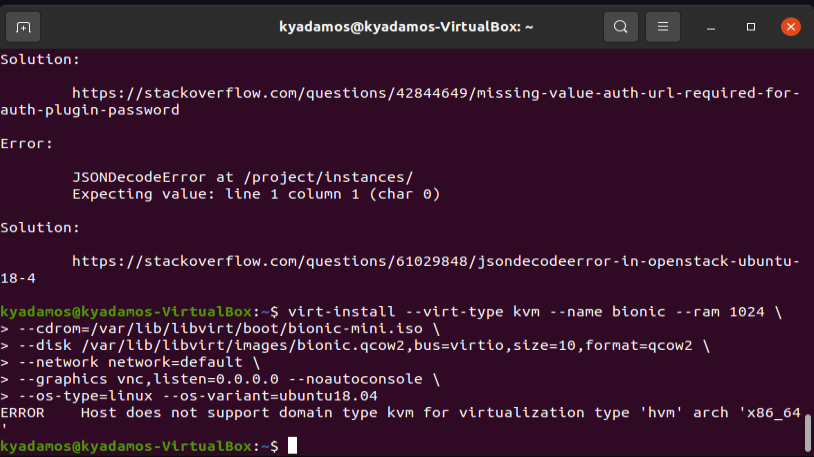 kyadamos@kyadamos-VirtualBox: ~
Solution:
https://stackoverflow.com/questions/42844649/missing-value-auth-url-required-for-
auth-plugin-password
Error:
JSONDecodeError at /project/instances/
Expecting value: line 1 column 1 (char 0)
Solution:
https://stackoverflow.com/questions/61029848/jsondecodeerror-in-openstack-ubuntu-
18-4
kyadamos@kyadamos-VirtualBox:~$ virt-install --virt-type kvm --name bionic --ram 1024 \
> --cdrom=/var/lib/libvirt/boot/bionic-mini.iso \
> --disk /var/lib/libvirt/images/bionic.qcow2,bus=virtio,size=10,format=qcow2 \
> --network network=default \
> --graphics vnc,listen=0.0.0.0 --noautoconsole \
> --os-type=linux --os-variant=ubuntu18.04
ERROR    Host does not support domain type kvm for virtualization type 'hvm' arch 'x86_64
'
kyadamos@kyadamos-VirtualBox:~$